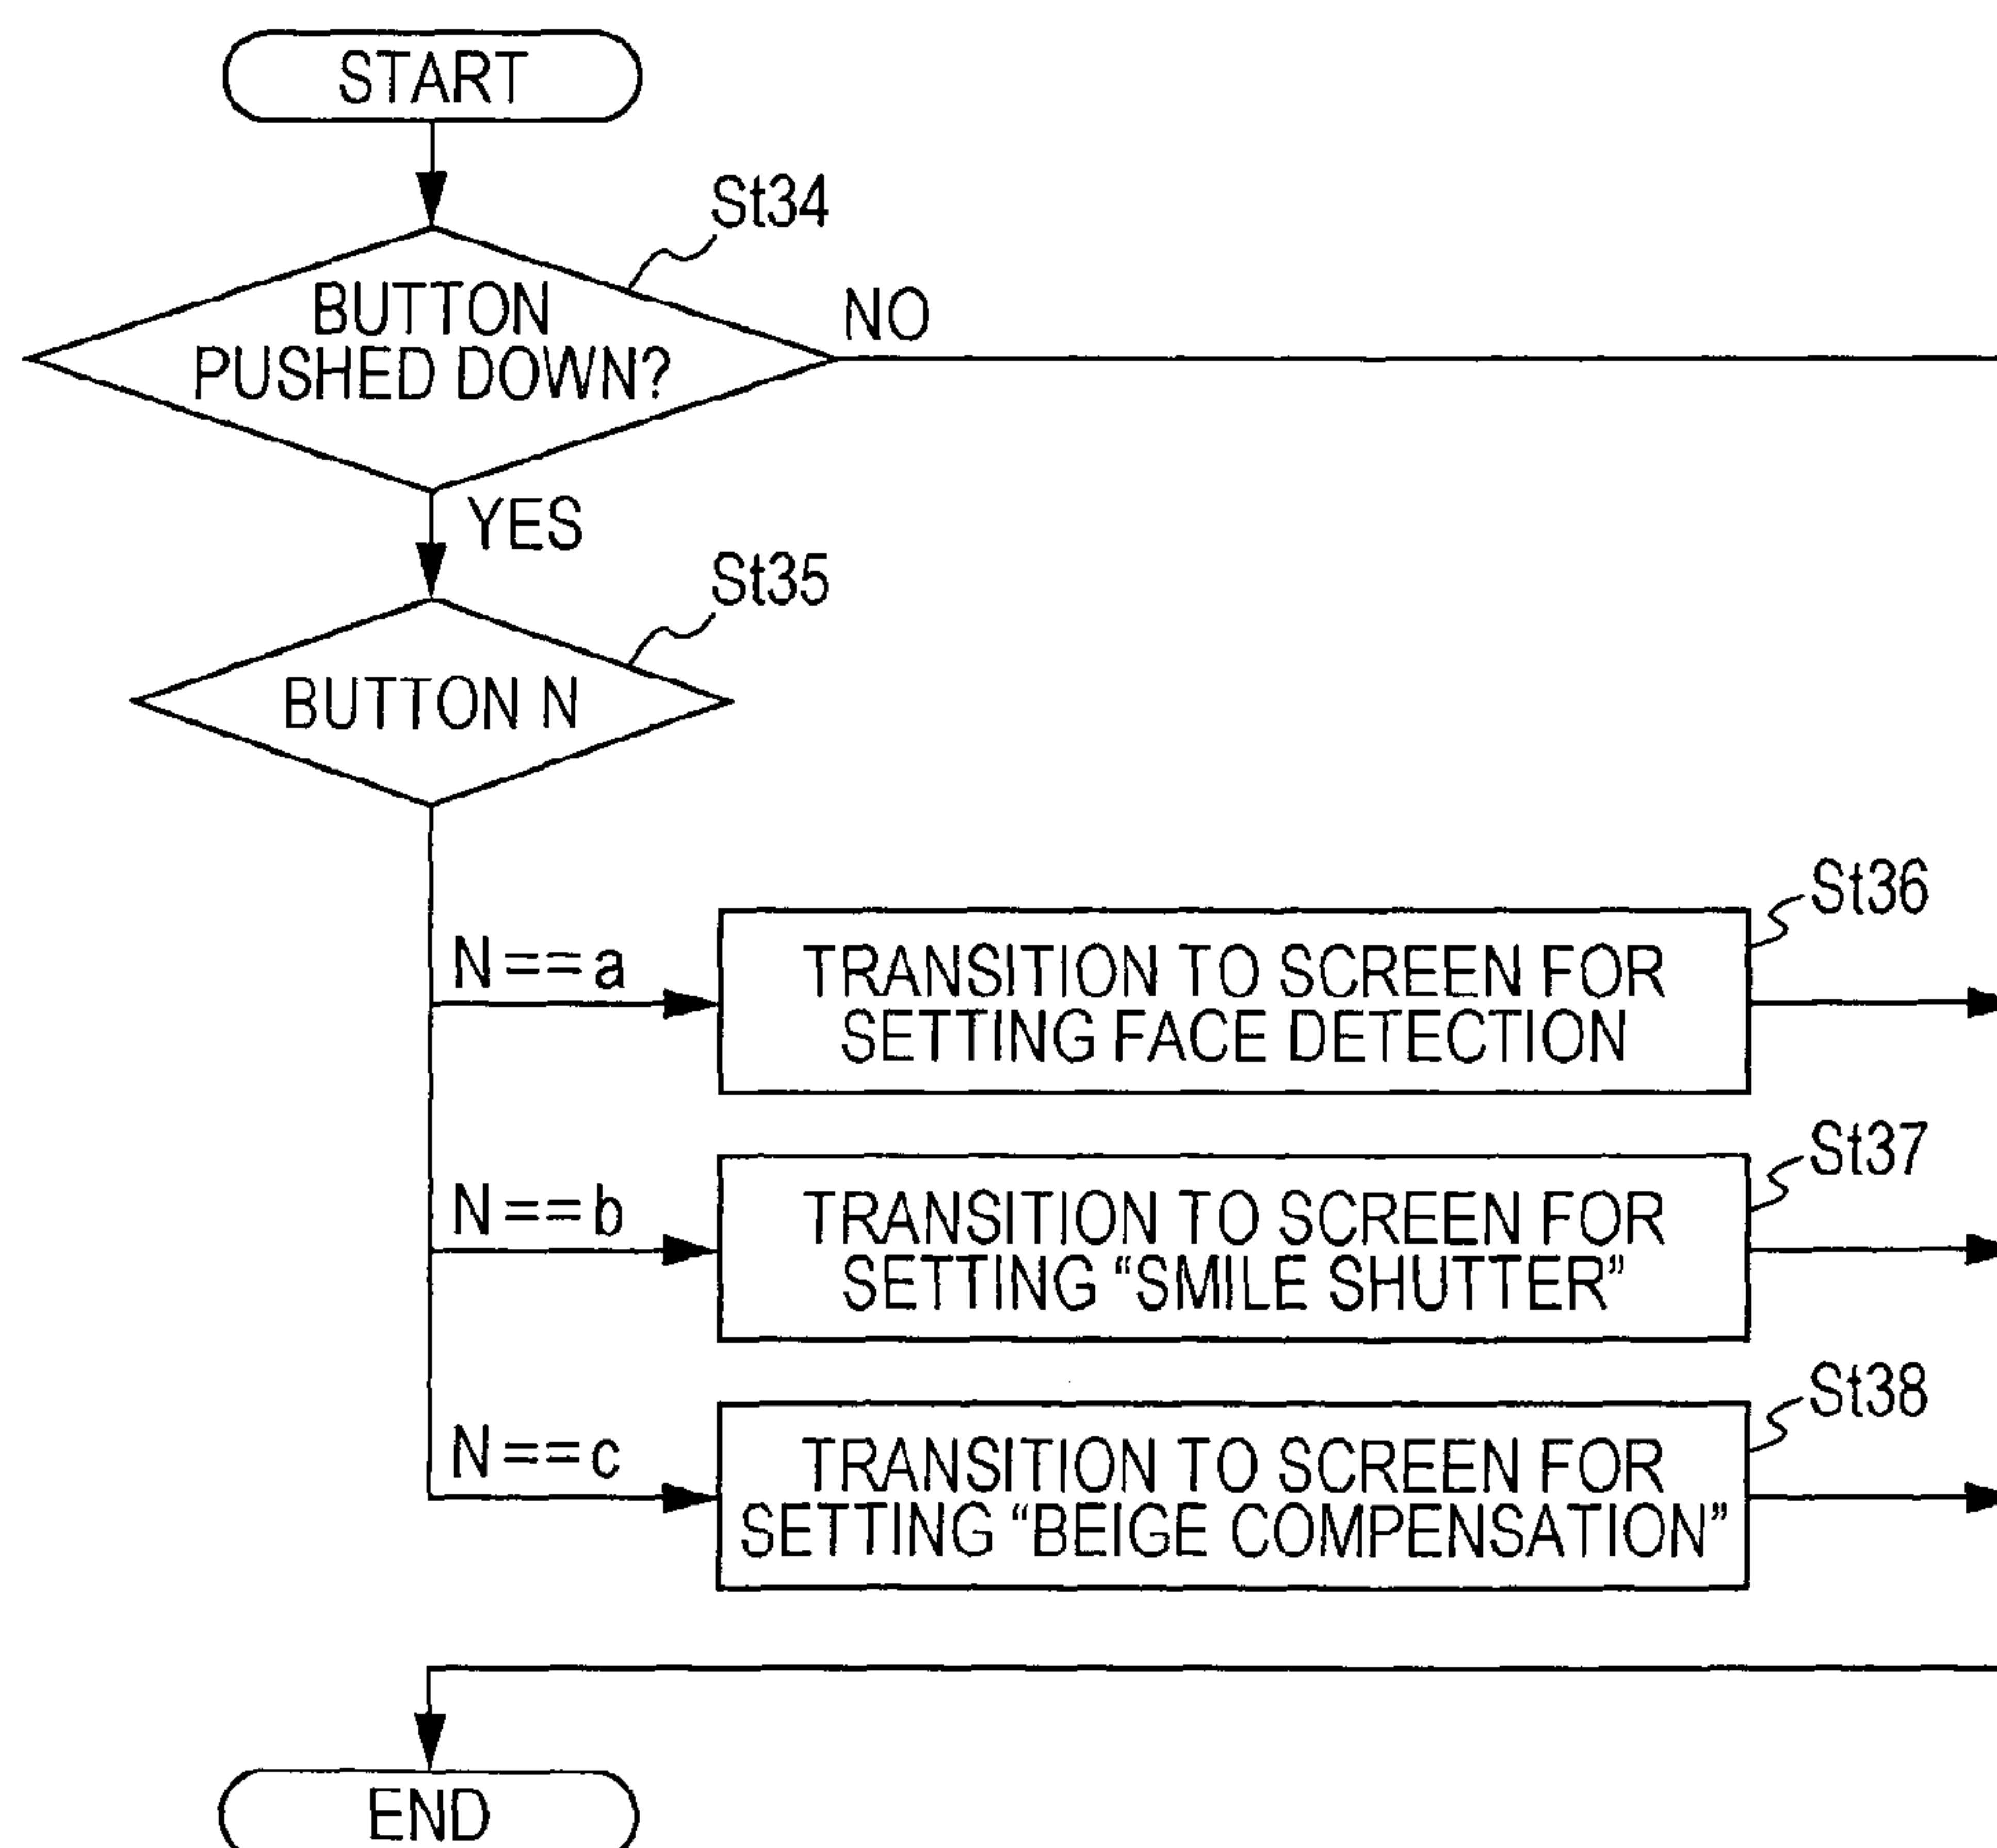 START
St34
BUTTON
PUSHED DOWN?
NO
YES
St35
BUTTON N
St36
N==a
TRANSITION TO SCREEN FOR
SETTING FACE DETECTION
St37
N==b
TRANSITION TO SCREEN FOR
SETTING “SMILE SHUTTER”
St38
N==c
TRANSITION TO SCREEN FOR
SETTING “BEIGE COMPENSATION”
END